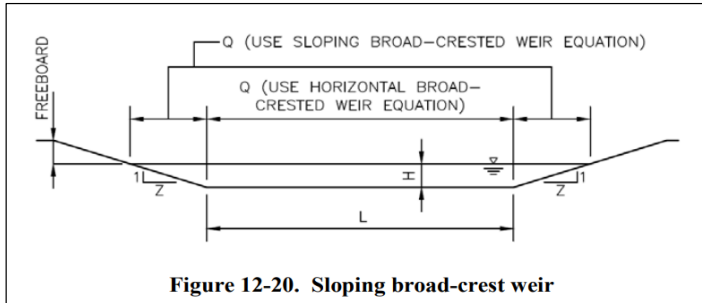 Q (USE SLOPING BROAD-CRESTED WEIR EQUATION)
FREEBOARD
Q (USE HORIZONTAL BROAD-
CRESTED WEIR EQUATION)
1
Z
H
Z
1
L
Figure 12-20. Sloping broad-crest weir